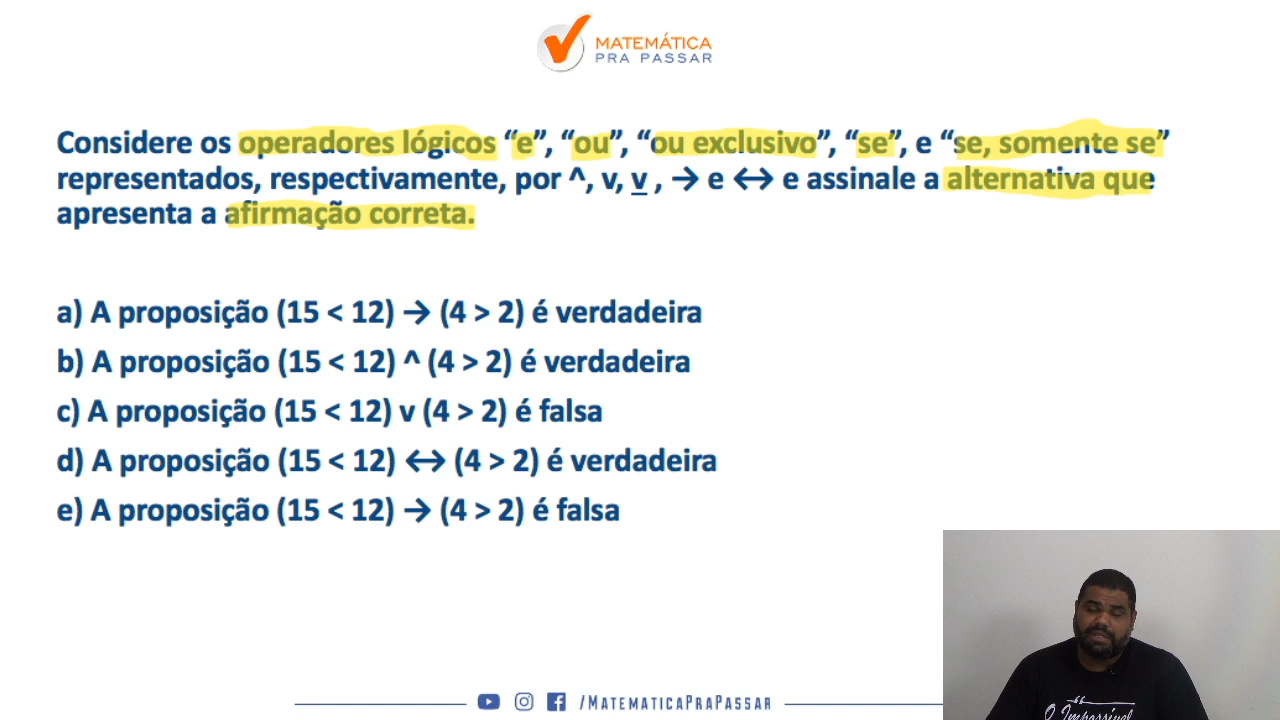 MATEMÁTICA
PRA PASSAR
Considere os operadores lógicos “e”, “ou”, “ou exclusivo”, “se”, e “se, somente se”
representados, respectivamente, por ^, v, v̲ , → e ↔ e assinale a alternativa que
apresenta a afirmação correta.
a) A proposição (15 < 12) → (4 > 2) é verdadeira
b) A proposição (15 < 12) ^ (4 > 2) é verdadeira
c) A proposição (15 < 12) v (4 > 2) é falsa
d) A proposição (15 < 12) ↔ (4 > 2) é verdadeira
e) A proposição (15 < 12) → (4 > 2) é falsa
“
O Impossível
/MATEMATICAPRAPASSAR